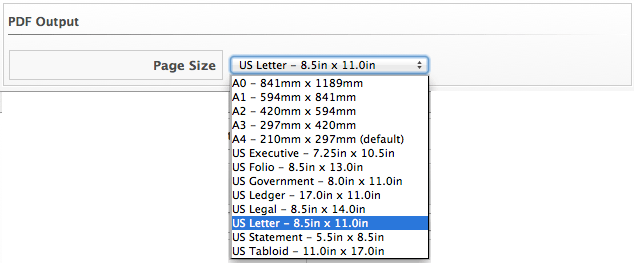 PDF Output
Page Size
US Letter – 8.5in x 11.0in
A0 – 841mm x 1189mm
A1 – 594mm x 841mm
A2 – 420mm x 594mm
A3 – 297mm x 420mm
A4 – 210mm x 297mm (default)
US Executive – 7.25in x 10.5in
US Folio – 8.5in x 13.0in
US Government – 8.0in x 11.0in
US Ledger – 17.0in x 11.0in
US Legal – 8.5in x 14.0in
US Letter – 8.5in x 11.0in
US Statement – 5.5in x 8.5in
US Tabloid – 11.0in x 17.0in